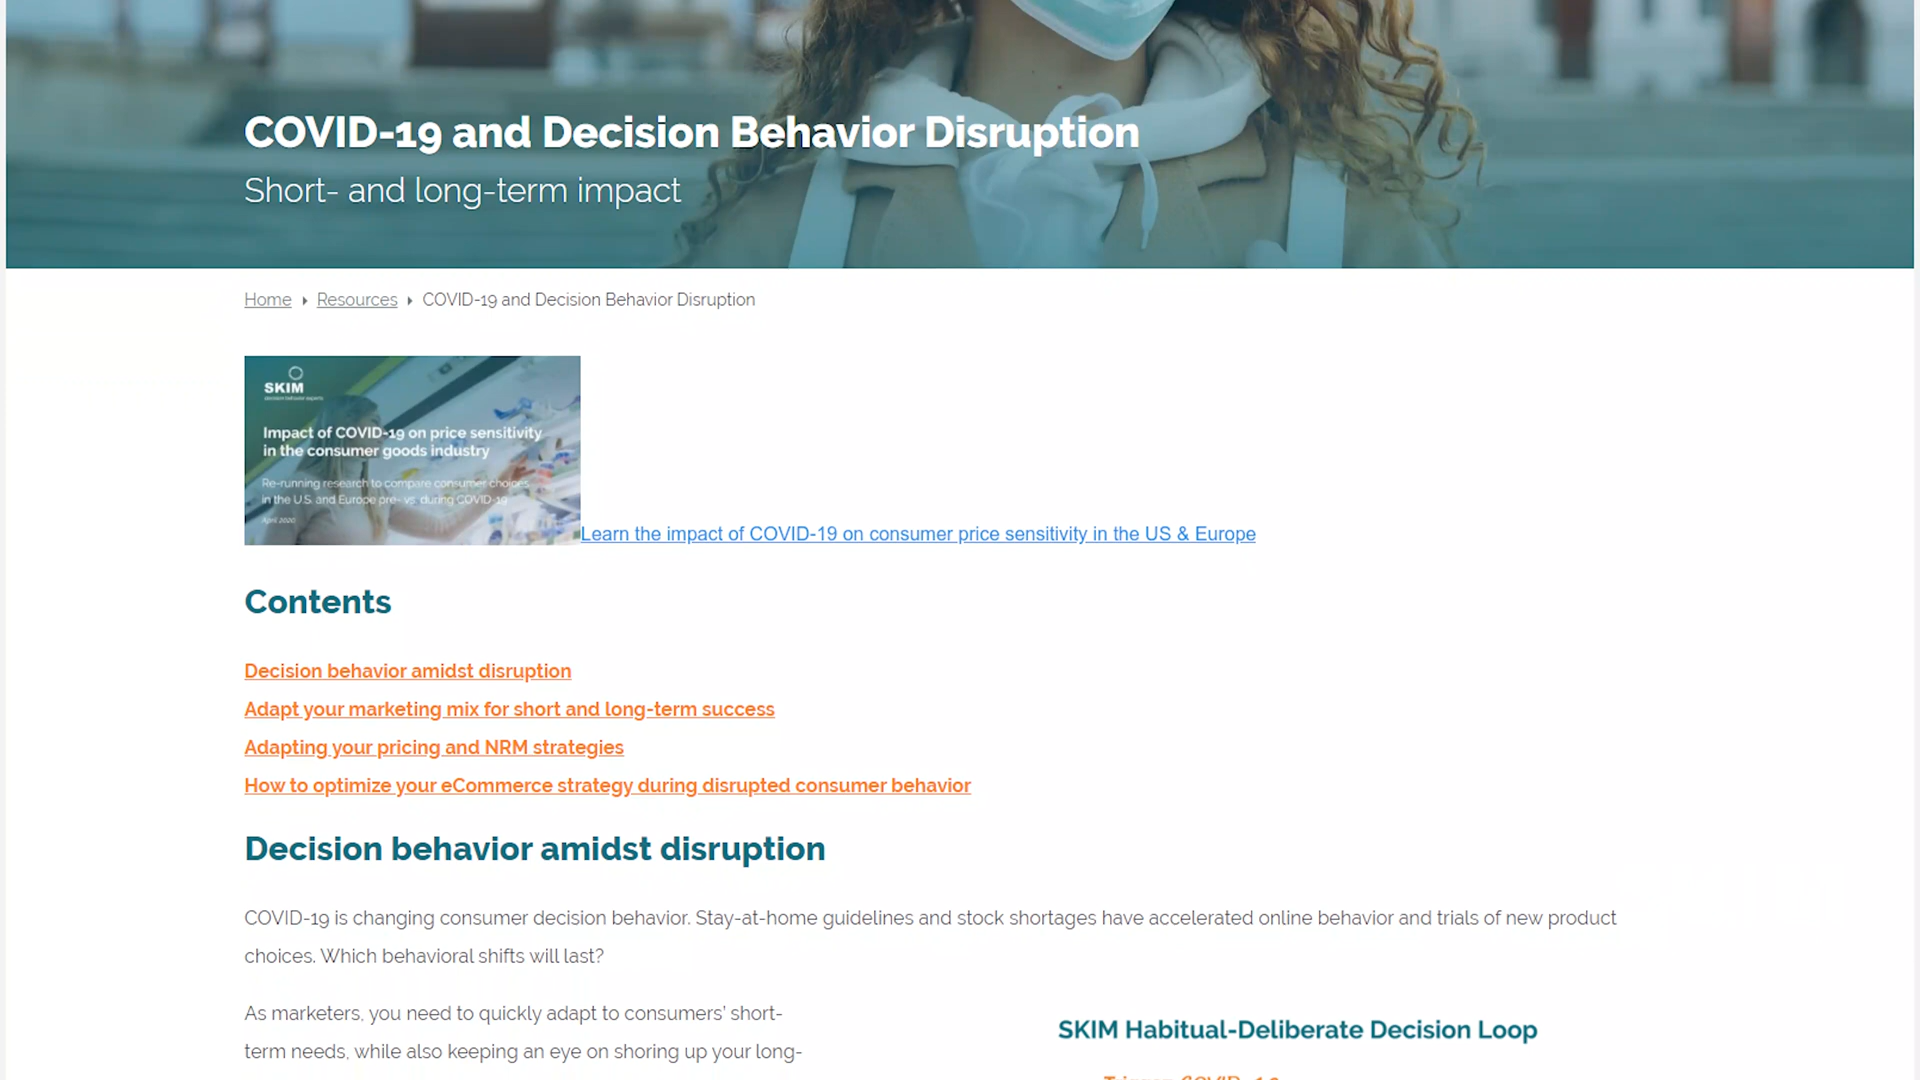 COVID-19 and Decision Behavior Disruption
Short- and long-term impact
Home
Resources
COVID-19 and Decision Behavior Disruption
SKIM
decision behavior experts
Impact of COVID-19 on price sensitivity
in the consumer goods industry
Re-running research to compare consumer choices
in the U.S. and Europe pre- vs. during COVID-19
April 2020
Learn the impact of COVID-19 on consumer price sensitivity in the US & Europe
Contents
Decision behavior amidst disruption
Adapt your marketing mix for short and long-term success
Adapting your pricing and NRM strategies
How to optimize your eCommerce strategy during disrupted consumer behavior
Decision behavior amidst disruption
COVID-19 is changing consumer decision behavior. Stay-at-home guidelines and stock shortages have accelerated online behavior and trials of new product
choices. Which behavioral shifts will last?
As marketers, you need to quickly adapt to consumers’ short-
term needs, while also keeping an eye on shoring up your long-
SKIM Habitual-Deliberate Decision Loop